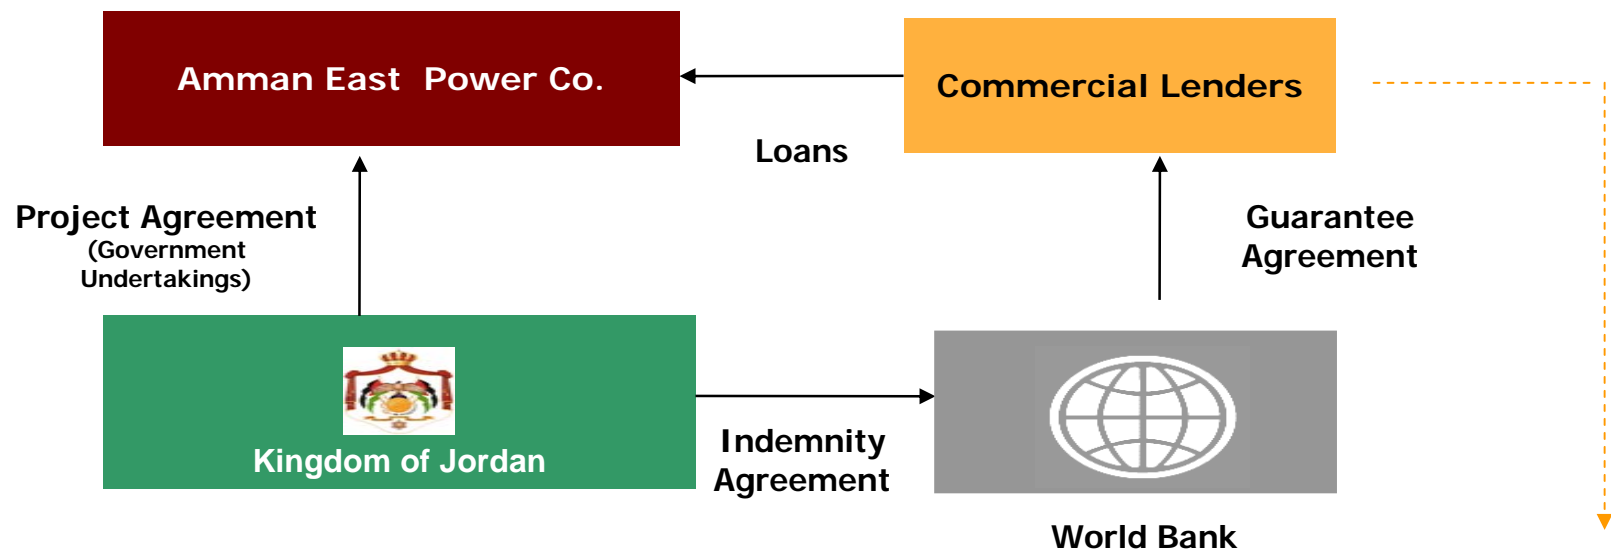 Amman East  Power Co.
Commercial Lenders
Loans
Project Agreement
(Government
Undertakings)
Guarantee
Agreement
Kingdom of Jordan
Indemnity
Agreement
World Bank